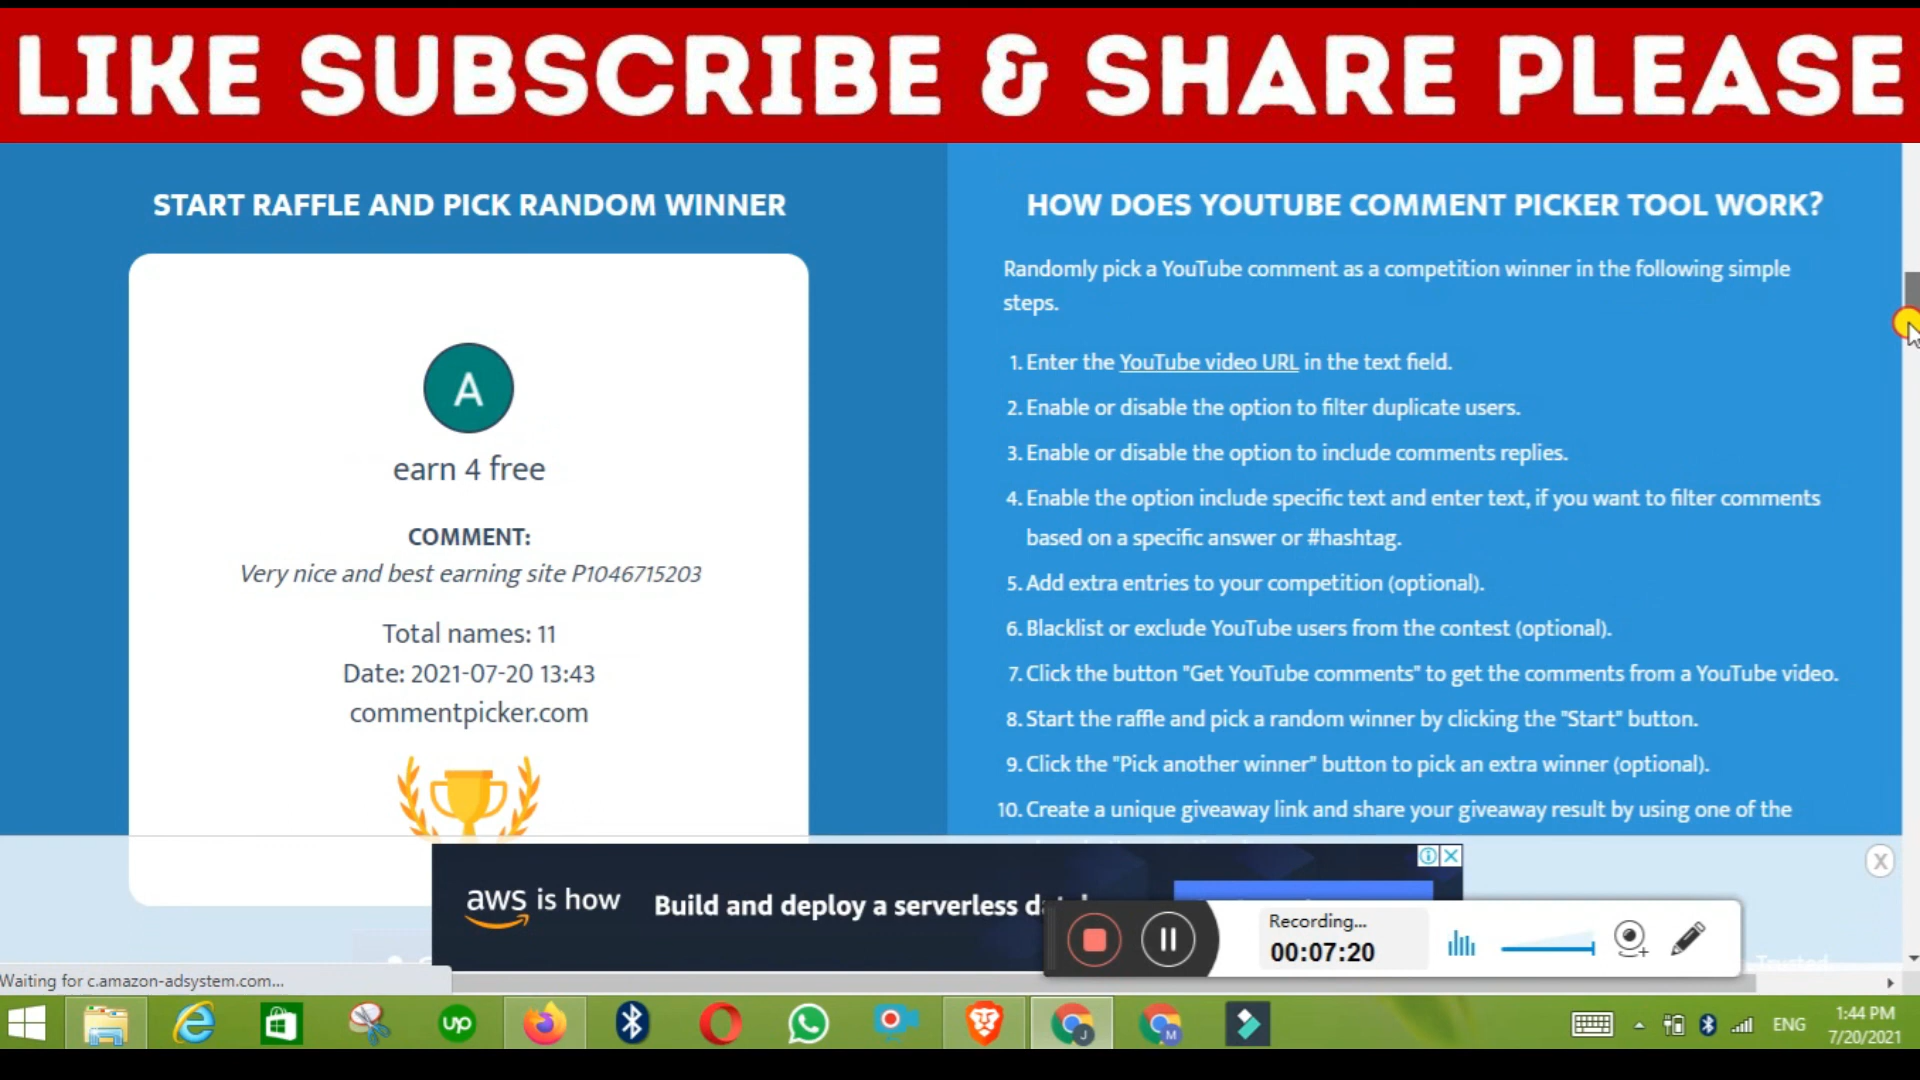 LIKE SUBSCRIBE & SHARE PLEASE
START RAFFLE AND PICK RANDOM WINNER
A
earn 4 free
COMMENT:
Very nice and best earning site P1046715203
Total names: 11
Date: 2021-07-20 13:43
commentpicker.com
HOW DOES YOUTUBE COMMENT PICKER TOOL WORK?
Randomly pick a YouTube comment as a competition winner in the following simple
steps.
1. Enter the YouTube video URL in the text field.
2. Enable or disable the option to filter duplicate users.
3. Enable or disable the option to include comments replies.
4. Enable the option include specific text and enter text, if you want to filter comments
based on a specific answer or #hashtag.
5. Add extra entries to your competition (optional).
6. Blacklist or exclude YouTube users from the contest (optional).
7. Click the button "Get YouTube comments" to get the comments from a YouTube video.
8. Start the raffle and pick a random winner by clicking the "Start" button.
9. Click the "Pick another winner" button to pick an extra winner (optional).
10. Create a unique giveaway link and share your giveaway result by using one of the
X
aws is how
Build and deploy a serverless
Recording...
00:07:20
Trusted
Waiting for c.amazon-adsystem.com...
up
J
M
ENG
1:44 PM
7/20/2021